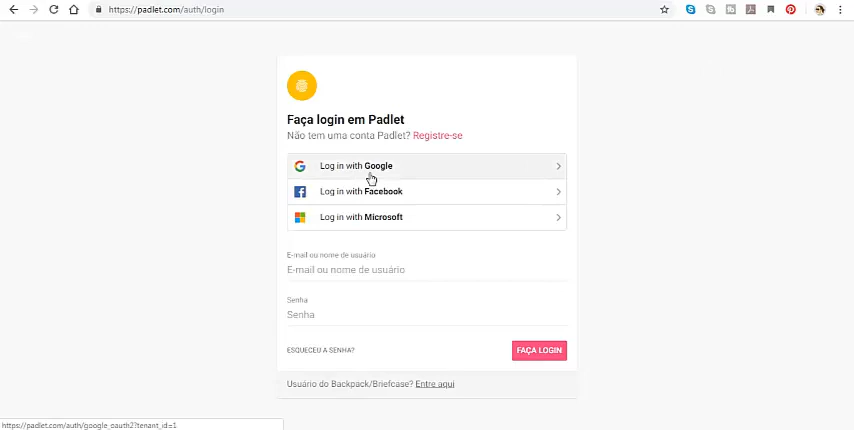 https://padlet.com/auth/login
Faça login em Padlet
Não tem uma conta Padlet? Registre-se
Log in with Google
Log in with Facebook
Log in with Microsoft
E-mail ou nome de usuário
E-mail ou nome de usuário
Senha
Senha
ESQUECEU A SENHA?
FAÇA LOGIN
Usuário do Backpack/Briefcase? Entre aqui
https://padlet.com/auth/google_oauth2?tenant_id=1